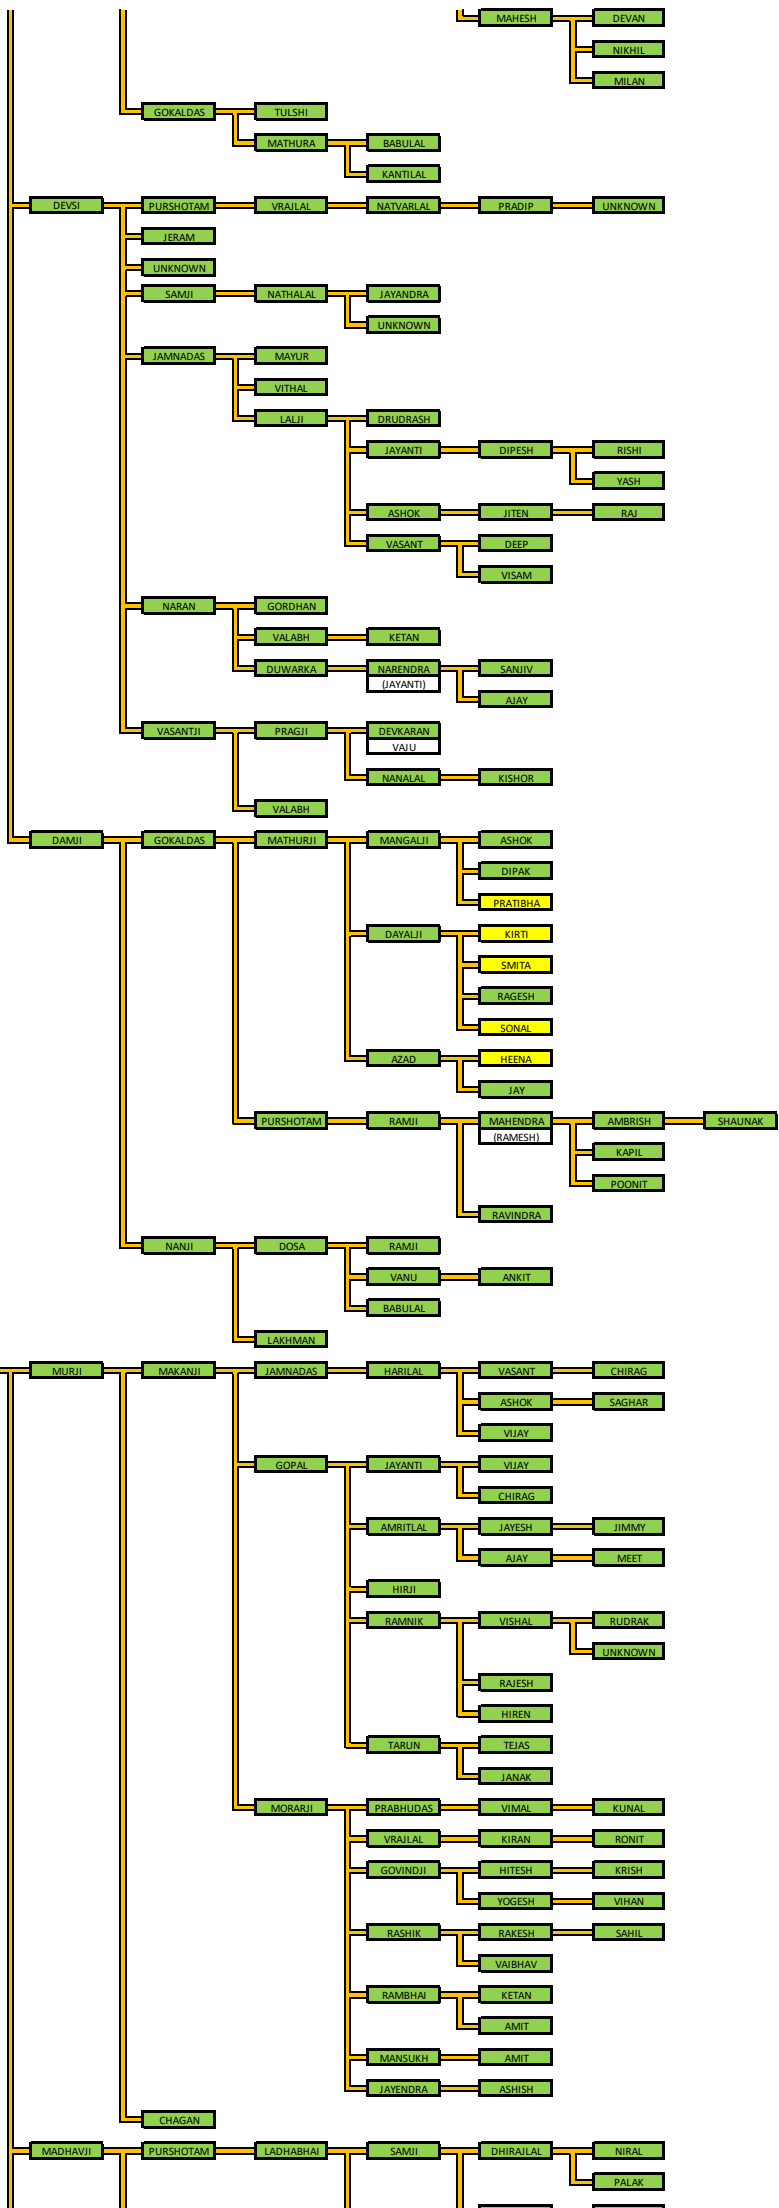 MAHESH DEVAN
NIKHIL
MILAN
GOKALDAS TULSHI
MATHURA BABULAL
KANTILAL
DEVSI PURSHOTAM VRAJLAL NATVARLAL PRADIP UNKNOWN
JERAM
UNKNOWN
SAMJI NATHALAL JAYANDRA
UNKNOWN
JAMNADAS MAYUR
VITHAL
LALJI DRUDRASH
JAYANTI DIPESH RISHI
YASH
ASHOK JITEN RAJ
VASANT DEEP
VISAM
NARAN GORDHAN
VALABH KETAN
DUWARKA NARENDRA SANJIV
(JAYANTI)
AJAY
VASANTJI PRAGJI DEVKARAN
VAJU
NANALAL KISHOR
VALABH
DAMJI GOKALDAS MATHURJI MANGALJI ASHOK
DIPAK
PRATIBHA
DAYALJI KIRTI
SMITA
RAGESH
SONAL
AZAD HEENA
JAY
PURSHOTAM RAMJI MAHENDRA AMBRISH SHAUNAK
(RAMESH)
KAPIL
POONIT
RAVINDRA
NANJI DOSA RAMJI
VANU ANKIT
BABULAL
LAKHMAN
MURJI MAKANJI JAMNADAS HARILAL VASANT CHIRAG
ASHOK SAGHAR
VIJAY
GOPAL JAYANTI VIJAY
CHIRAG
AMRITLAL JAYESH JIMMY
AJAY MEET
HIRJI
RAMNIK VISHAL RUDRAK
UNKNOWN
RAJESH
HIREN
TARUN TEJAS
JANAK
MORARJI PRABHUDAS VIMAL KUNAL
VRAJLAL KIRAN RONIT
GOVINDJI HITESH KRISH
YOGESH VIHAN
RASHIK RAKESH SAHIL
VAIBHAV
RAMBHAI KETAN
AMIT
MANSUKH AMIT
JAYENDRA ASHISH
CHAGAN
MADHAVJI PURSHOTAM LADHABHAI SAMJI DHIRAJLAL NIRAL
PALAK